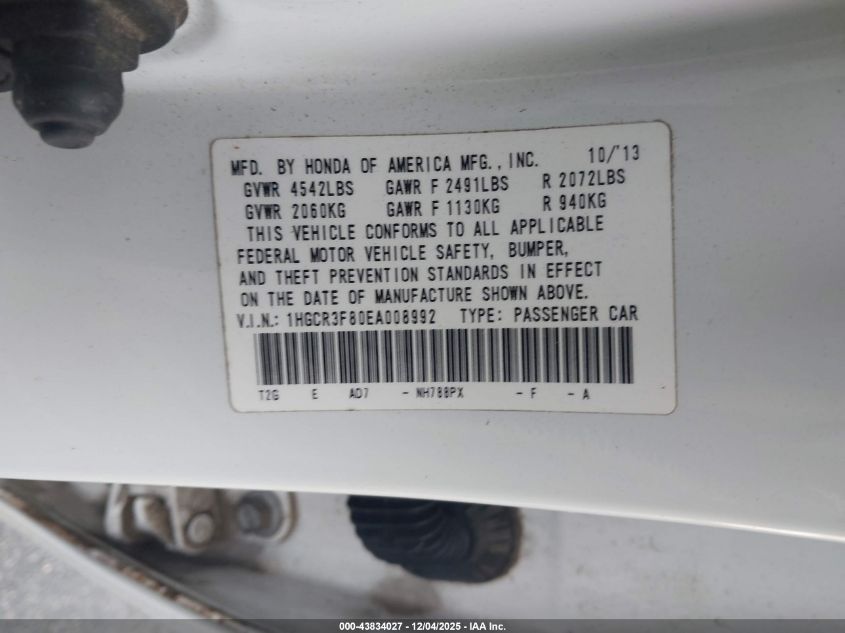 MFD. BY HONDA OF AMERICA MFG., INC. 10/'13
GVWR 4542LBS GAWR F 2491LBS R 2072LBS
GVWR 2060KG GAWR F 1130KG R 940KG
THIS VEHICLE CONFORMS TO ALL APPLICABLE
FEDERAL MOTOR VEHICLE SAFETY, BUMPER,
AND THEFT PREVENTION STANDARDS IN EFFECT
ON THE DATE OF MANUFACTURE SHOWN ABOVE.
V.I.N.: 1HGCR3F80EA008992 TYPE: PASSENGER CAR
T2G E AD7 - NH788PX - F - A
000-43834027 - 12/04/2025 - IAA Inc.